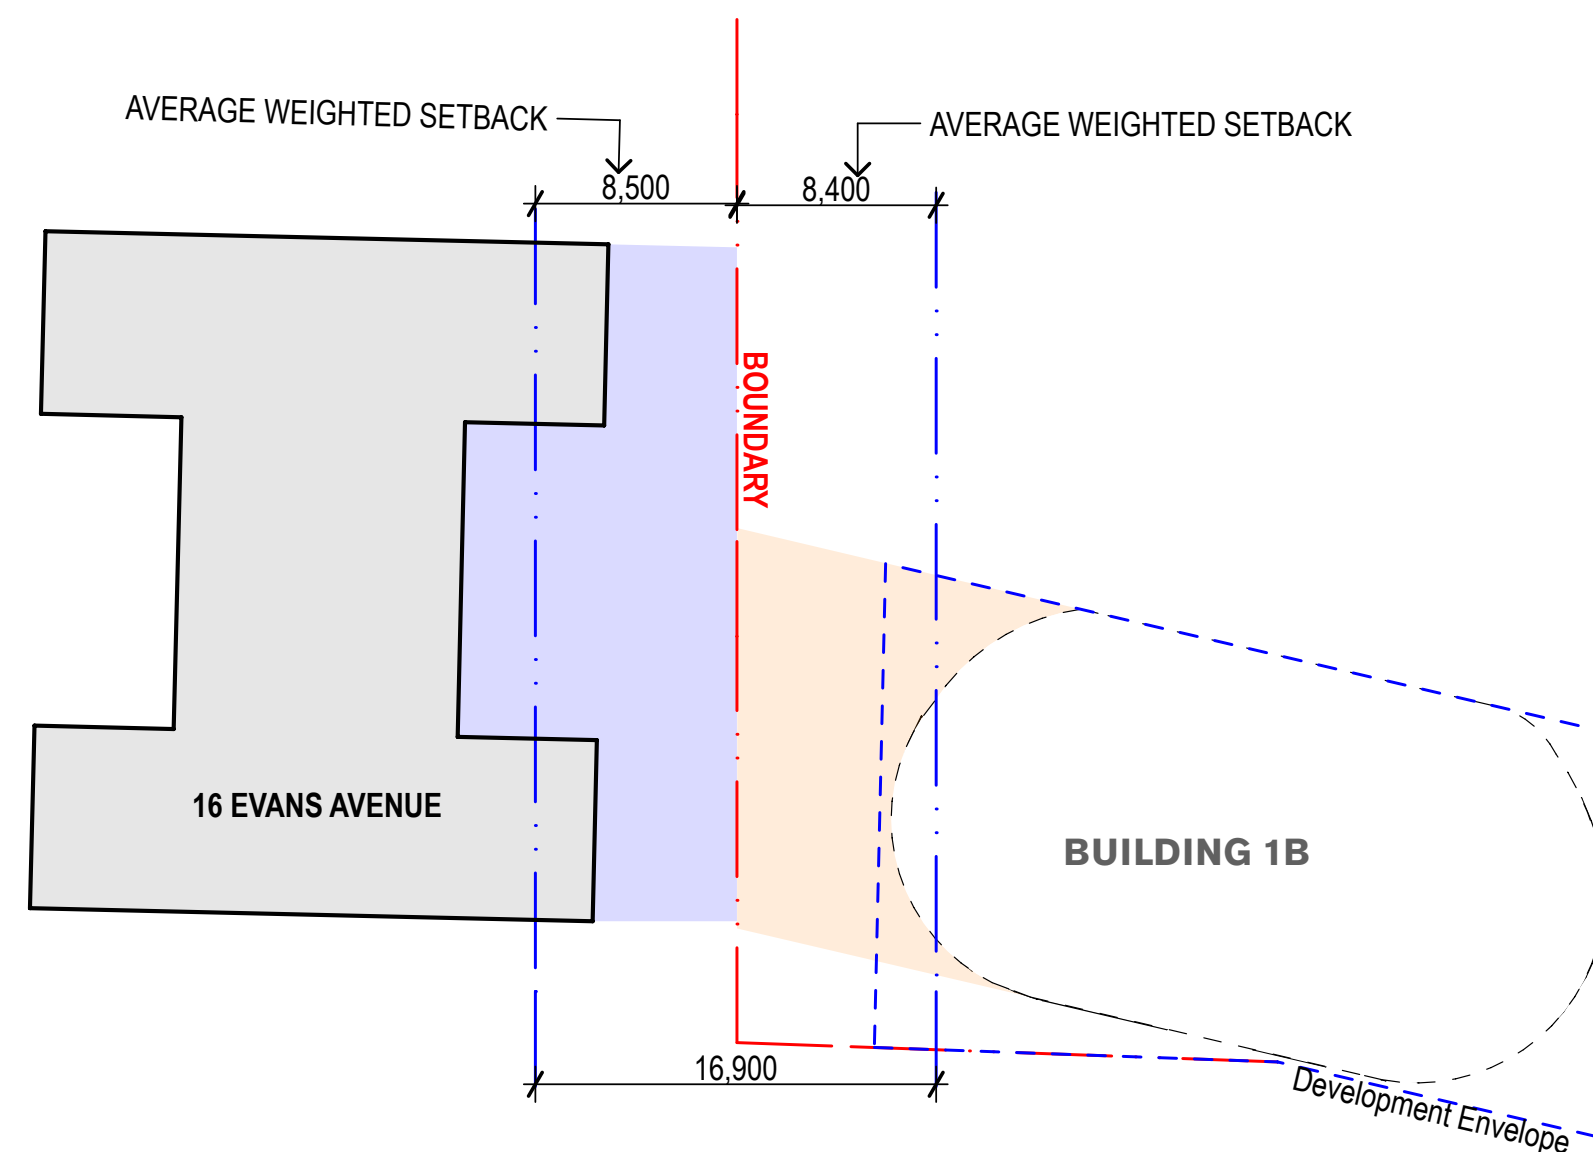 AVERAGE WEIGHTED SETBACK
AVERAGE WEIGHTED SETBACK
8,500
8,400
BOUNDARY
16 EVANS AVENUE
BUILDING 1B
16,900
Development Envelope